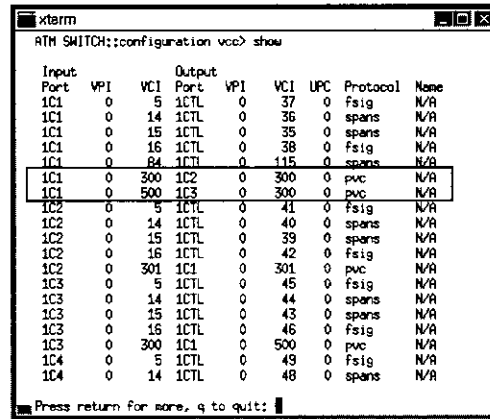 xterm
ATM SWITCH::configuration vcc> show
Input Output
Port VPI VCI Port VPI VCI UPC Protocol Name
1C1 0 5 1CTL 0 37 0 fsig N/A
1C1 0 14 1CTL 0 36 0 spans N/A
1C1 0 15 1CTL 0 35 0 spans N/A
1C1 0 16 1CTL 0 38 0 fsig N/A
1C1 0 84 1CTL 0 115 0 spans N/A
1C1 0 300 1C2 0 300 0 pvc N/A
1C1 0 500 1C3 0 300 0 pvc N/A
1C2 0 5 1CTL 0 41 0 fsig N/A
1C2 0 14 1CTL 0 40 0 spans N/A
1C2 0 15 1CTL 0 39 0 spans N/A
1C2 0 16 1CTL 0 42 0 fsig N/A
1C2 0 301 1C1 0 301 0 pvc N/A
1C3 0 5 1CTL 0 45 0 fsig N/A
1C3 0 14 1CTL 0 44 0 spans N/A
1C3 0 15 1CTL 0 43 0 spans N/A
1C3 0 16 1CTL 0 46 0 fsig N/A
1C3 0 300 1C1 0 500 0 pvc N/A
1C4 0 5 1CTL 0 49 0 fsig N/A
1C4 0 14 1CTL 0 48 0 spans N/A
Press return for more, q to quit: